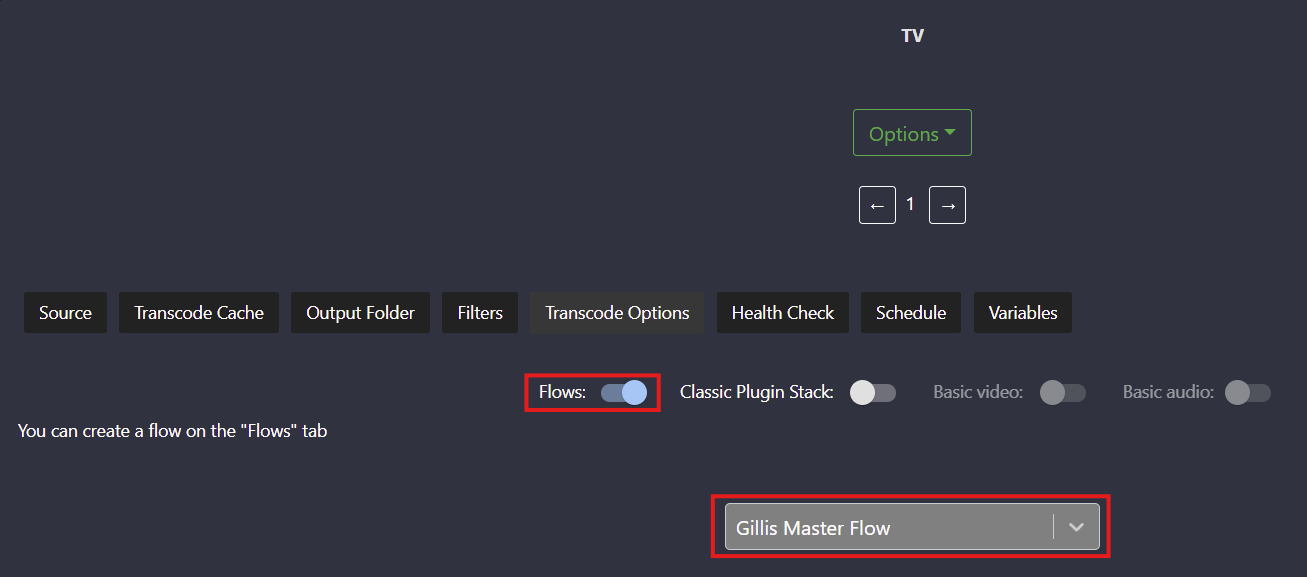 TV
Options
← 1 →
Source Transcode Cache Output Folder Filters Transcode Options Health Check Schedule Variables
Flows: Classic Plugin Stack: Basic video: Basic audio:
You can create a flow on the "Flows" tab
Gillis Master Flow